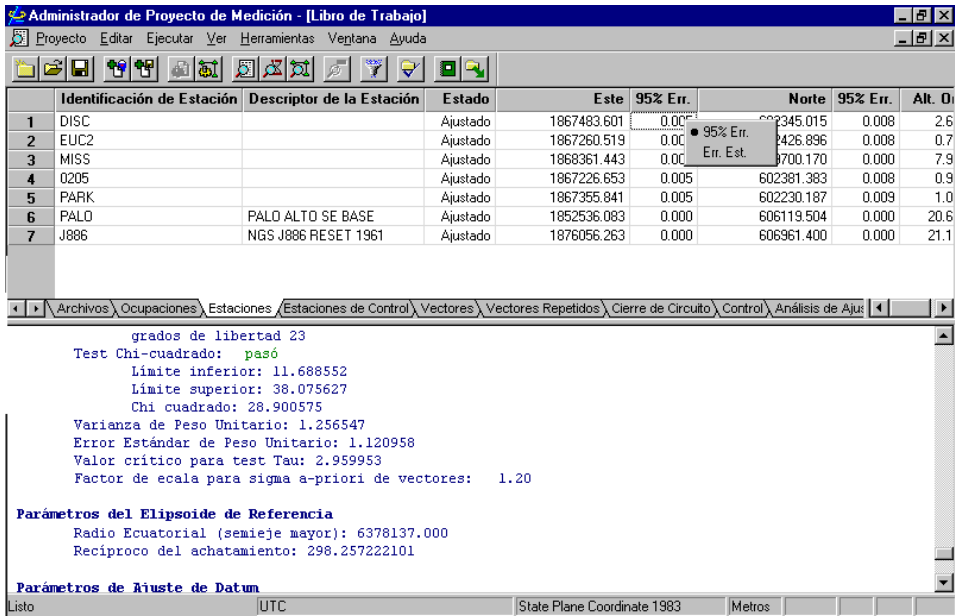 Administrador de Proyecto de Medición - [Libro de Trabajo]
Proyecto Editar Ejecutar Ver Herramientas Ventana Ayuda
Identificación de Estación Descriptor de la Estación Estado Este 95% Err. Norte 95% Err. Alt. Or
1 DISC Ajustado 1867483.601 0.005 602345.015 0.008 2.6
2 EUC2 Ajustado 1867260.519 0.00 2426.896 0.008 0.7
95% Err.
Err. Est.
3 MISS Ajustado 1868361.443 0.00 9700.170 0.000 7.9
4 0205 Ajustado 1867226.653 0.005 602381.383 0.008 0.9
5 PARK Ajustado 1867355.841 0.005 602230.187 0.009 1.0
6 PALO PALO ALTO SE BASE Ajustado 1852536.083 0.000 606119.504 0.000 20.6
7 J886 NGS J886 RESET 1961 Ajustado 1876056.263 0.000 606961.400 0.000 21.1
Archivos Ocupaciones Estaciones Estaciones de Control Vectores Vectores Repetidos Cierre de Circuito Control Análisis de Ajus
grados de libertad 23
Test Chi-cuadrado: pasó
Límite inferior: 11.688552
Límite superior: 38.075627
Chi cuadrado: 28.900575
Varianza de Peso Unitario: 1.256547
Error Estándar de Peso Unitario: 1.120958
Valor crítico para test Tau: 2.959953
Factor de ecala para sigma a-priori de vectores: 1.20
Parámetros del Elipsoide de Referencia
Radio Ecuatorial (semieje mayor): 6378137.000
Recíproco del achatamiento: 298.257222101
Parámetros de Ajuste de Datum
Listo UTC State Plane Coordinate 1983 Metros